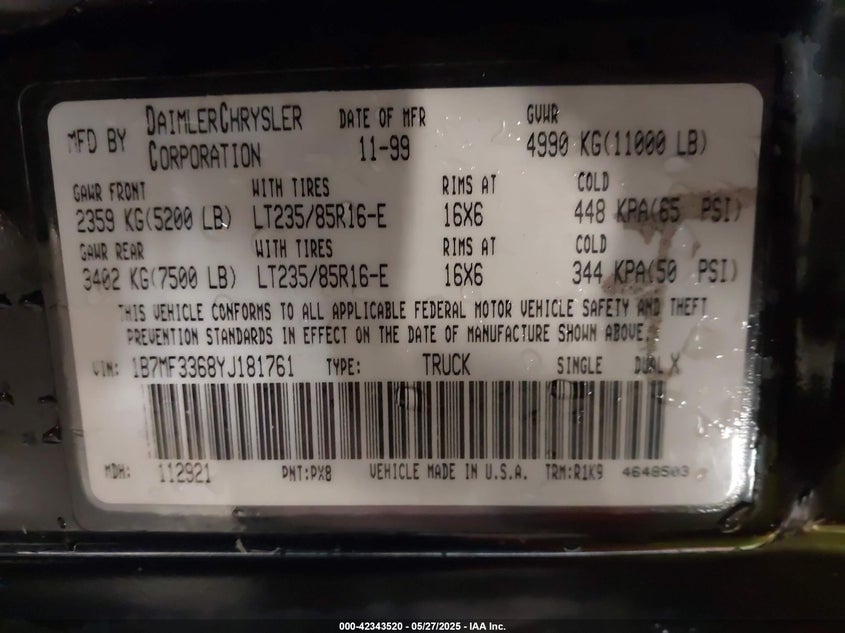 MFD BY DAIMLERCHRYSLER CORPORATION DATE OF MFR 11-99 GVWR 4990 KG(11000 LB)
GAWR FRONT WITH TIRES RIMS AT COLD
2359 KG(5200 LB) LT235/85R16-E 16X6 448 KPA(65 PSI)
GAWR REAR WITH TIRES RIMS AT COLD
3402 KG(7500 LB) LT235/85R16-E 16X6 344 KPA(50 PSI)
THIS VEHICLE CONFORMS TO ALL APPLICABLE FEDERAL MOTOR VEHICLE SAFETY AND THEFT
PREVENTION STANDARDS IN EFFECT ON THE DATE OF MANUFACTURE SHOWN ABOVE.
VIN: 1B7MF3368YJ181761 TYPE: TRUCK SINGLE DUAL X
MDH: 112921 PNT:PX8 VEHICLE MADE IN U.S.A. TRM:R1K9 4648503
000-42343520 - 05/27/2025 - IAA Inc.